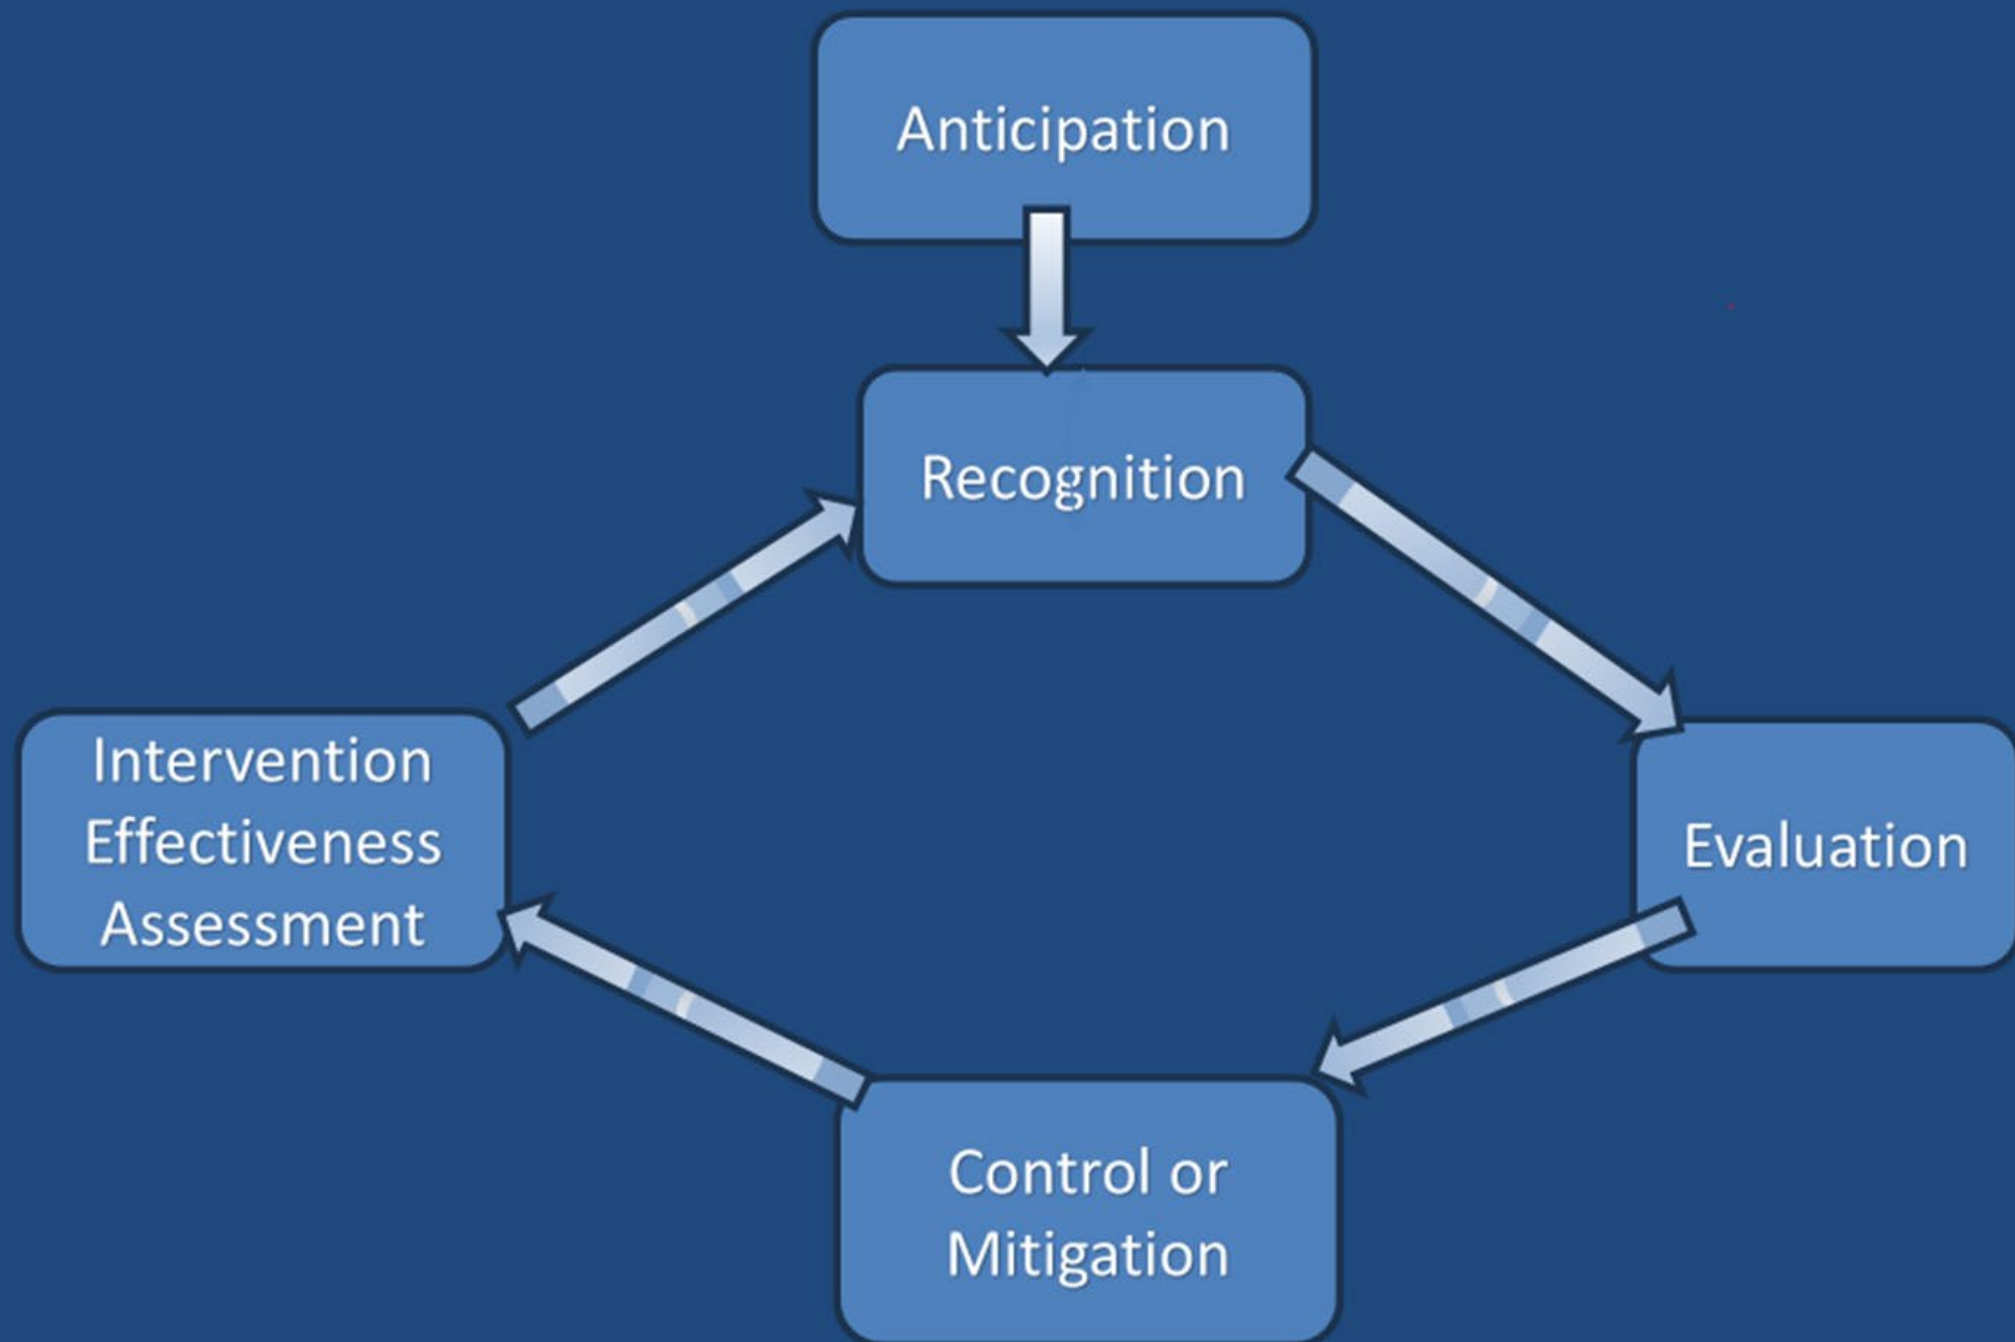 Anticipation
Recognition
Evaluation
Control or
Mitigation
Intervention
Effectiveness
Assessment